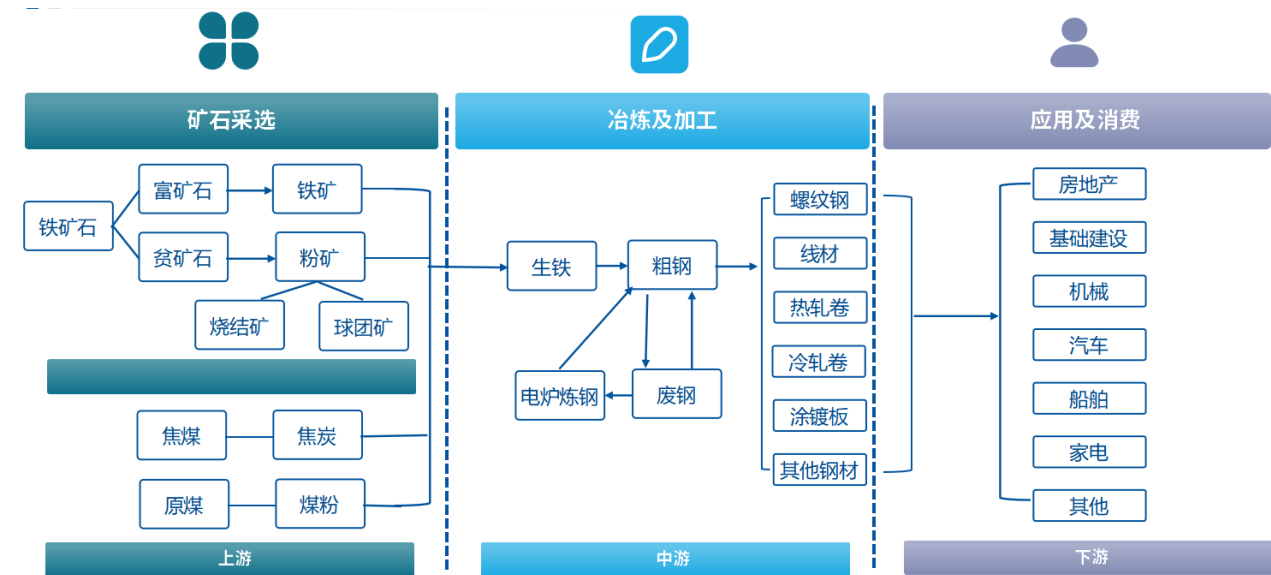 矿石采选
冶炼及加工
应用及消费
铁矿石
富矿石
铁矿
贫矿石
粉矿
烧结矿
球团矿
焦煤
焦炭
原煤
煤粉
生铁
粗钢
电炉炼钢
废钢
螺纹钢
线材
热轧卷
冷轧卷
涂镀板
其他钢材
房地产
基础建设
机械
汽车
船舶
家电
其他
上游
中游
下游